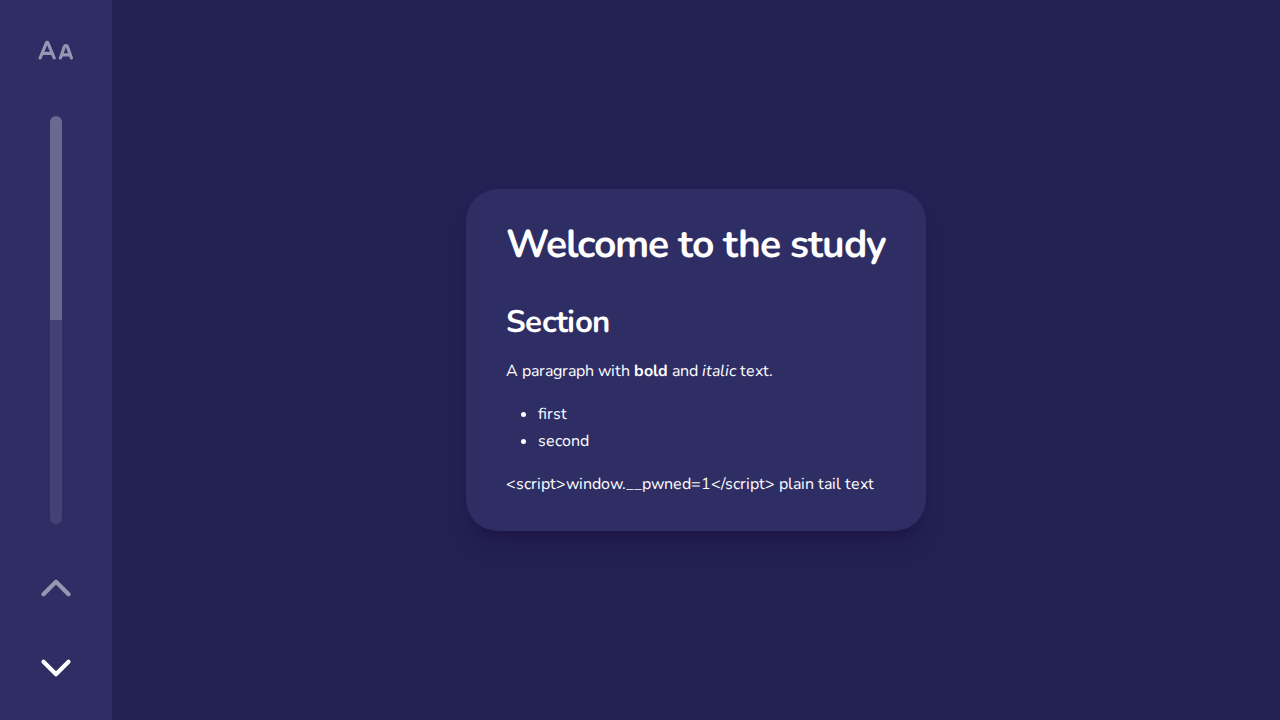 AA
Welcome to the study
Section
A paragraph with bold and italic text.
• first
• second
<script>window.__pwned=1</script> plain tail text